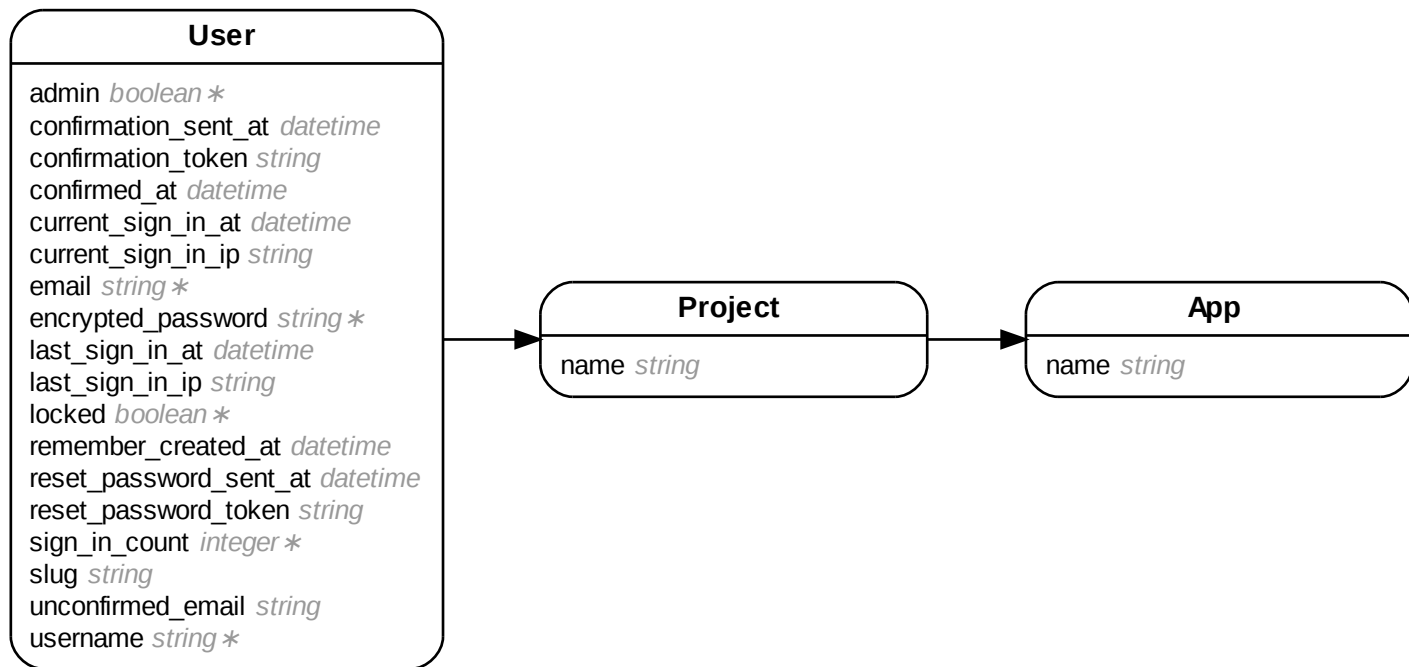 User
admin boolean ∗
confirmation_sent_at datetime
confirmation_token string
confirmed_at datetime
current_sign_in_at datetime
current_sign_in_ip string
email string ∗
encrypted_password string ∗
last_sign_in_at datetime
last_sign_in_ip string
locked boolean ∗
remember_created_at datetime
reset_password_sent_at datetime
reset_password_token string
sign_in_count integer ∗
slug string
unconfirmed_email string
username string ∗
Project
name string
App
name string